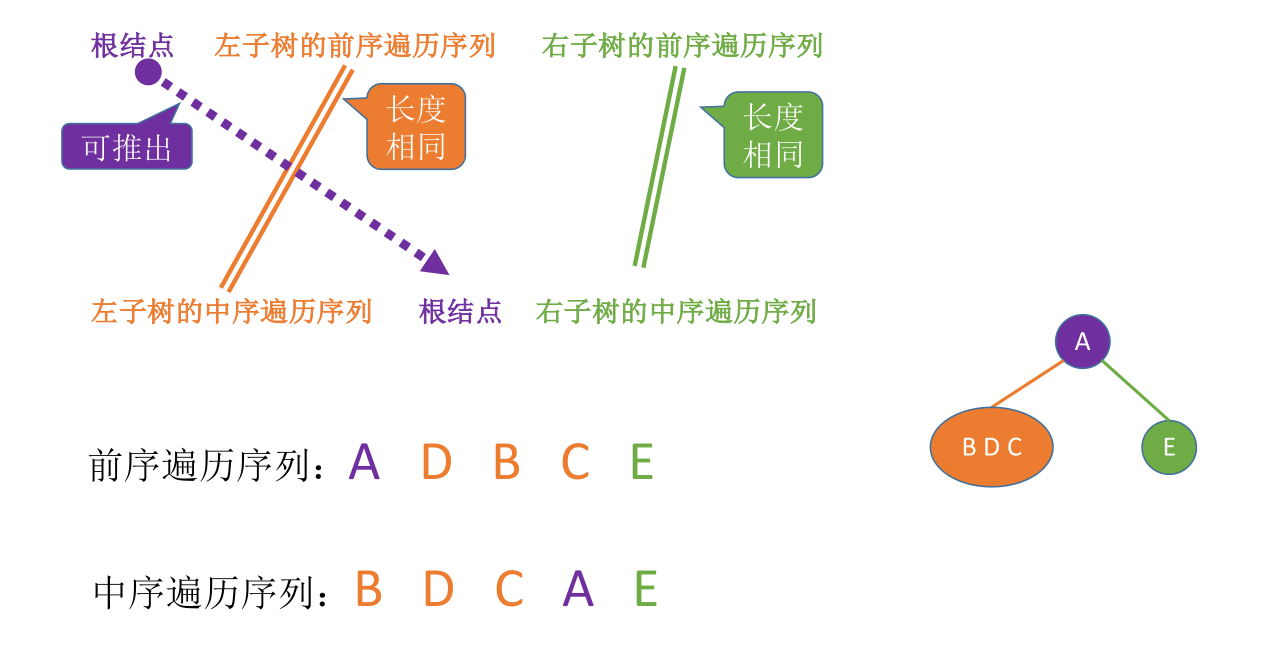 根结点 左子树的前序遍历序列 右子树的前序遍历序列
可推出
长度
相同
长度
相同
左子树的中序遍历序列 根结点 右子树的中序遍历序列
A
B D C
E
前序遍历序列：A D B C E
中序遍历序列：B D C A E